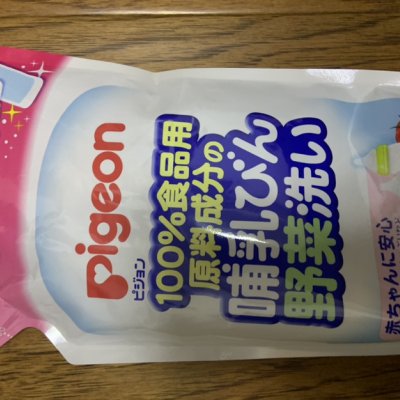 Pigeon
ピジョン
100%食品用
原料成分の
哺乳びん
野菜洗い
赤ちゃんに安心